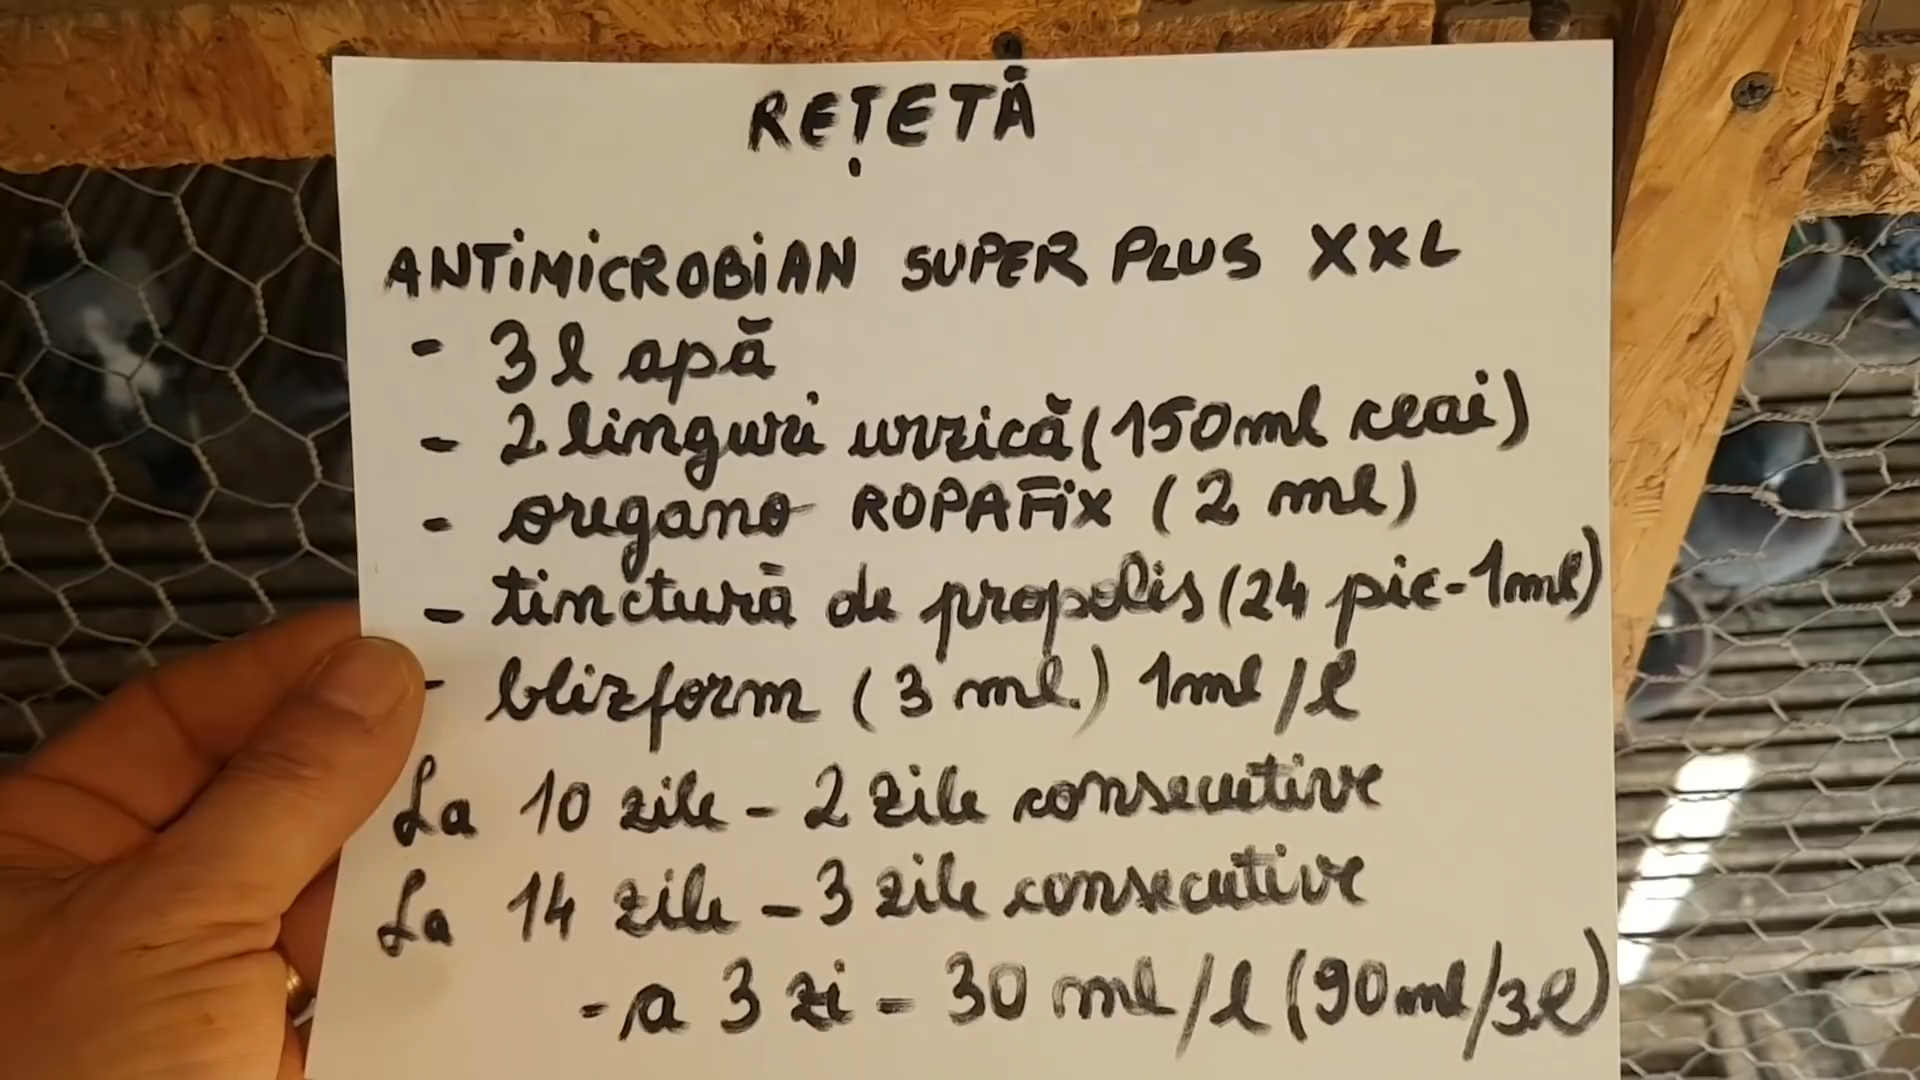 REȚETĂ
ANTIMICROBIAN SUPER PLUS XXL
- 3 l apă
- 2 linguri urzică (150ml ceai)
- oregano ROPAFIX (2 ml)
- tinctură de propolis (24 pic-1ml)
- blizform (3 ml) 1ml/l
La 10 zile - 2 zile consecutive
La 14 zile - 3 zile consecutive
- a 3 zi - 30 ml/l (90ml/3l)